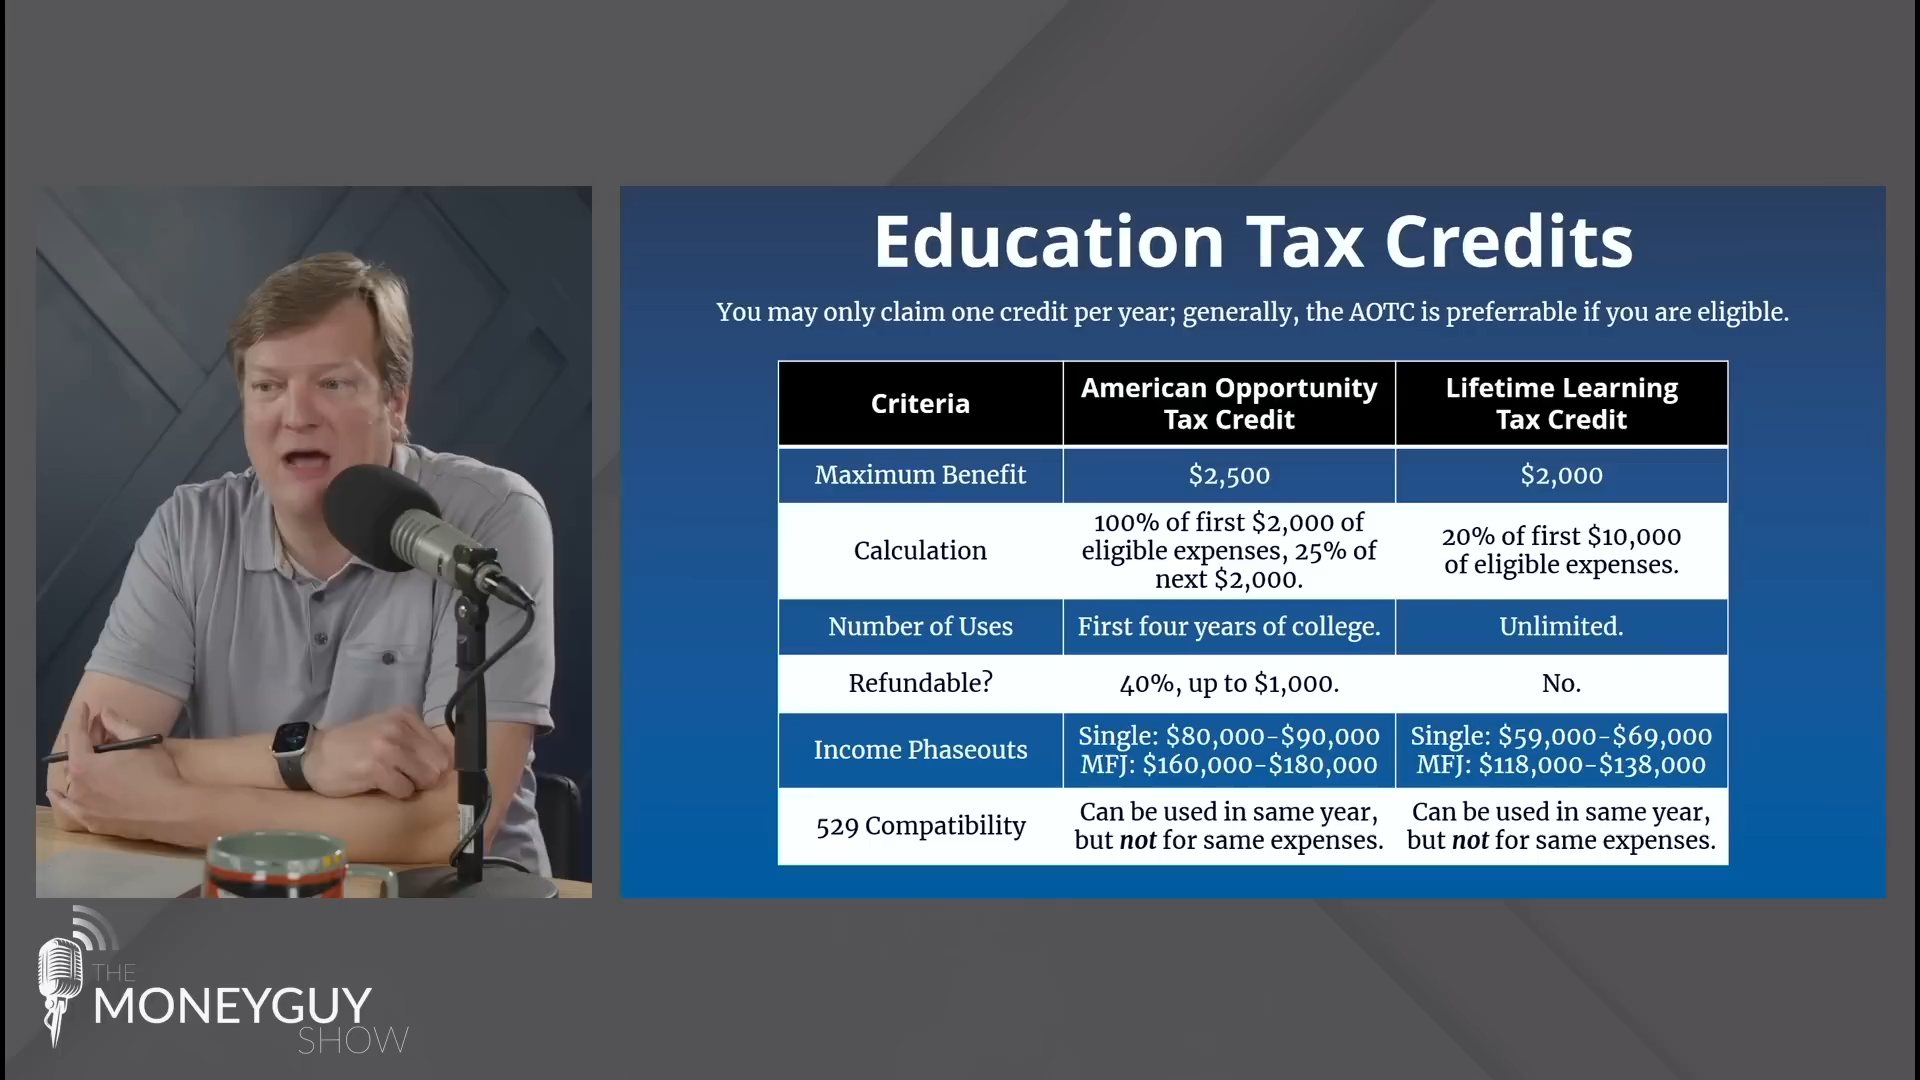 Education Tax Credits
You may only claim one credit per year; generally, the AOTC is preferrable if you are eligible.
Criteria
American Opportunity
Tax Credit
Lifetime Learning
Tax Credit
Maximum Benefit
$2,500
$2,000
Calculation
100% of first $2,000 of
eligible expenses, 25% of
next $2,000.
20% of first $10,000
of eligible expenses.
Number of Uses
First four years of college.
Unlimited.
Refundable?
40%, up to $1,000.
No.
Income Phaseouts
Single: $80,000-$90,000
MFJ: $160,000-$180,000
Single: $59,000-$69,000
MFJ: $118,000-$138,000
529 Compatibility
Can be used in same year,
but not for same expenses.
Can be used in same year,
but not for same expenses.
THE
MONEYGUY
SHOW